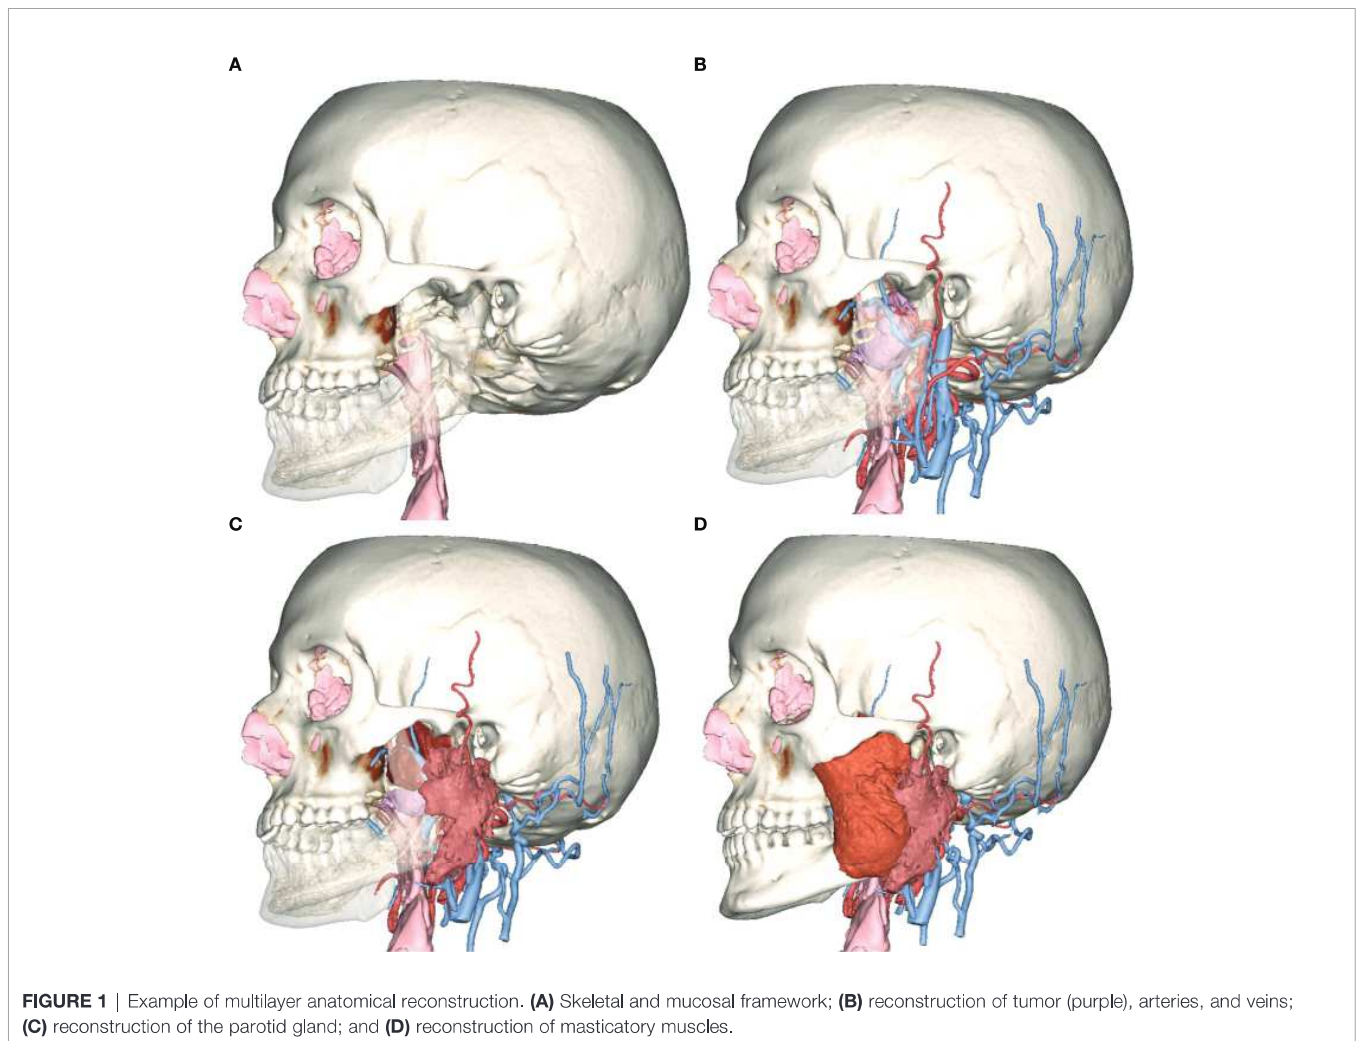 A
B
C
D
FIGURE 1 | Example of multilayer anatomical reconstruction. (A) Skeletal and mucosal framework; (B) reconstruction of tumor (purple), arteries, and veins;
(C) reconstruction of the parotid gland; and (D) reconstruction of masticatory muscles.